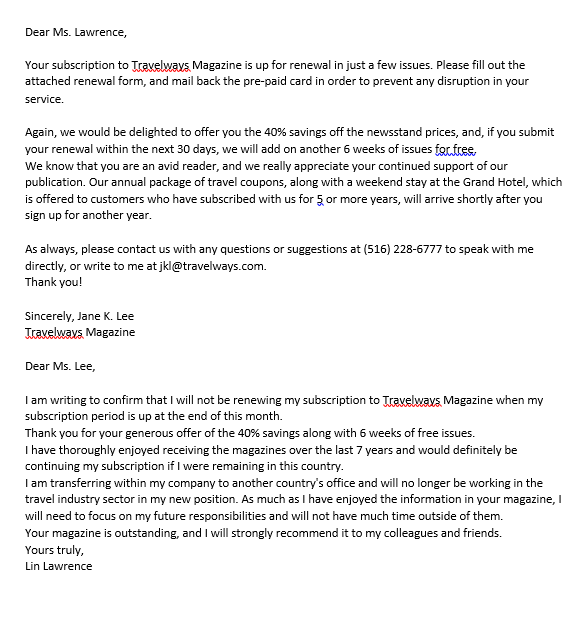 Dear Ms. Lawrence,
Your subscription to Travelways Magazine is up for renewal in just a few issues. Please fill out the
attached renewal form, and mail back the pre-paid card in order to prevent any disruption in your
service.
Again, we would be delighted to offer you the 40% savings off the newsstand prices, and, if you submit
your renewal within the next 30 days, we will add on another 6 weeks of issues for free.
We know that you are an avid reader, and we really appreciate your continued support of our
publication. Our annual package of travel coupons, along with a weekend stay at the Grand Hotel, which
is offered to customers who have subscribed with us for 5 or more years, will arrive shortly after you
sign up for another year.
As always, please contact us with any questions or suggestions at (516) 228-6777 to speak with me
directly, or write to me at jkl@travelways.com.
Thank you!
Sincerely, Jane K. Lee
Travelways Magazine
Dear Ms. Lee,
I am writing to confirm that I will not be renewing my subscription to Travelways Magazine when my
subscription period is up at the end of this month.
Thank you for your generous offer of the 40% savings along with 6 weeks of free issues.
I have thoroughly enjoyed receiving the magazines over the last 7 years and would definitely be
continuing my subscription if I were remaining in this country.
I am transferring within my company to another country's office and will no longer be working in the
travel industry sector in my new position. As much as I have enjoyed the information in your magazine, I
will need to focus on my future responsibilities and will not have much time outside of them.
Your magazine is outstanding, and I will strongly recommend it to my colleagues and friends.
Yours truly,
Lin Lawrence